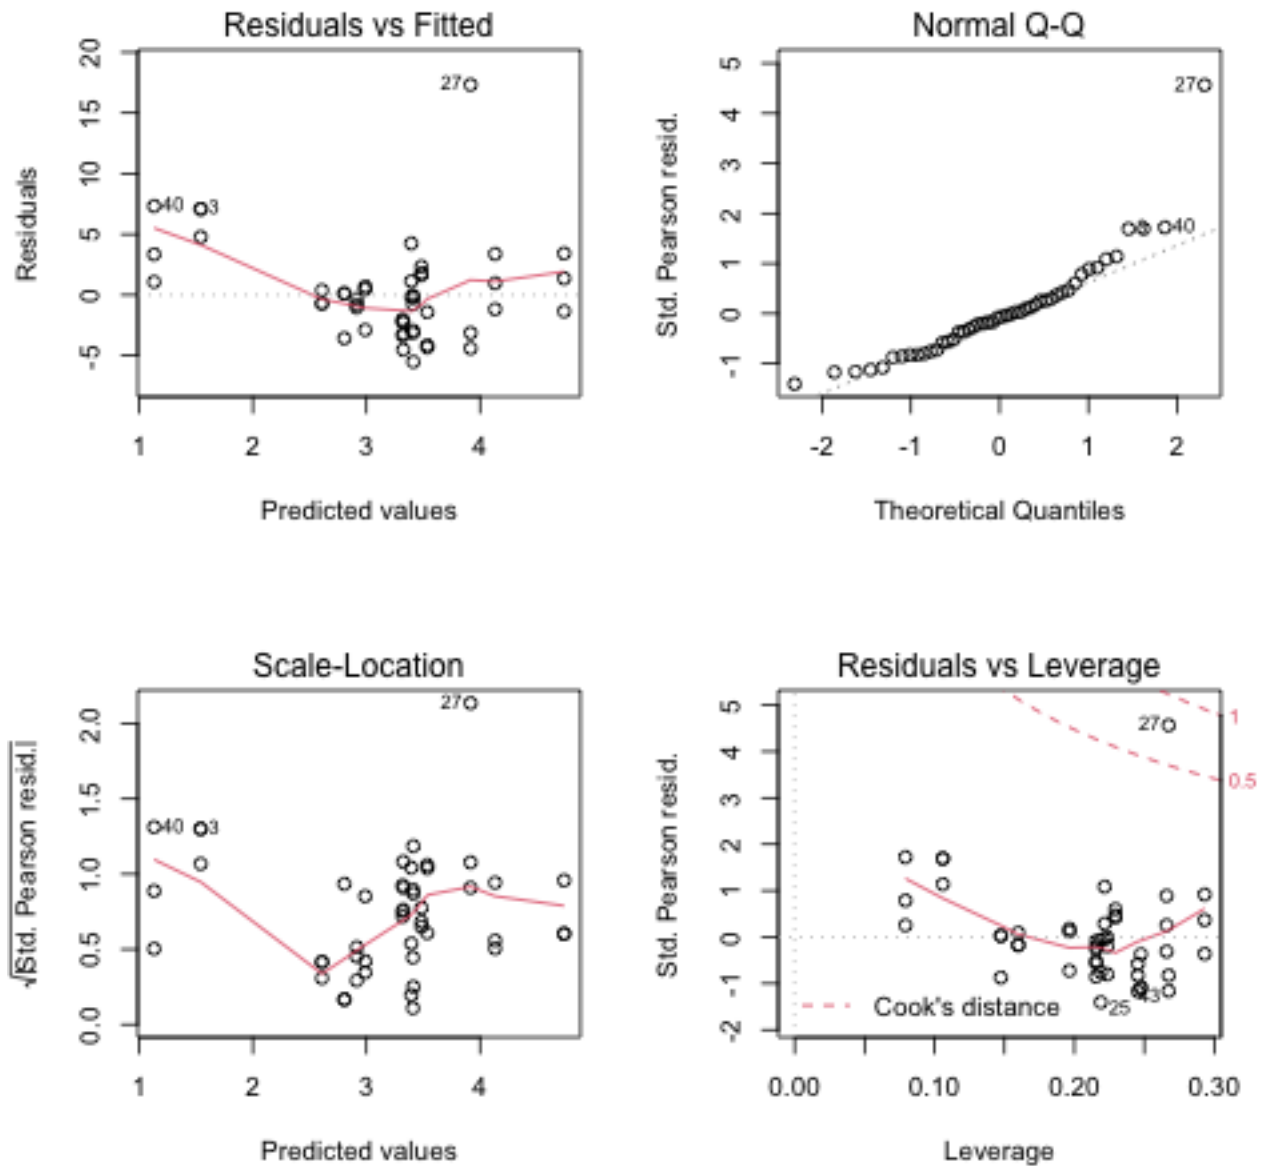 Residuals vs Fitted
Residuals
20
15
10
5
0
-5
27
40
3
1 2 3 4
Predicted values
Normal Q-Q
Std. Pearson resid.
5
4
3
2
1
0
-1
27
40
-2 -1 0 1 2
Theoretical Quantiles
Scale-Location
√|Std. Pearson resid.|
2.0
1.5
1.0
0.5
0.0
27
40
3
1 2 3 4
Predicted values
Residuals vs Leverage
Std. Pearson resid.
5
4
3
2
1
0
-1
-2
27
1
0.5
Cook's distance
43
25
0.00 0.10 0.20 0.30
Leverage